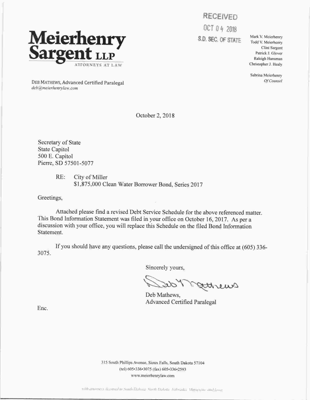 RECEIVED
OCT 04 2018
S.D. SEC. OF STATE
Meierhenry
Sargent LLP
ATTORNEYS AT LAW
Mark V. Meierhenry
Todd V. Meierhenry
Clint Sargent
Patrick J. Glover
Raleigh Hansman
Christopher J. Healy
Sabrina Meierhenry
Of Counsel
DEB MATHEWS, Advanced Certified Paralegal
deb@meierhenrylaw.com
October 2, 2018
Secretary of State
State Capitol
500 E. Capitol
Pierre, SD 57501-5077
RE: City of Miller
$1,875,000 Clean Water Borrower Bond, Series 2017
Greetings,
Attached please find a revised Debt Service Schedule for the above referenced matter.
This Bond Information Statement was filed in your office on October 16, 2017. As per a
discussion with your office, you will replace this Schedule on the filed Bond Information
Statement.
If you should have any questions, please call the undersigned of this office at (605) 336-
3075.
Sincerely yours,
Deb Mathews
Deb Mathews,
Advanced Certified Paralegal
Enc.
315 South Phillips Avenue, Sioux Falls, South Dakota 57104
(tel) 605-336-3075 (fax) 605-336-2593
www.meierhenrylaw.com